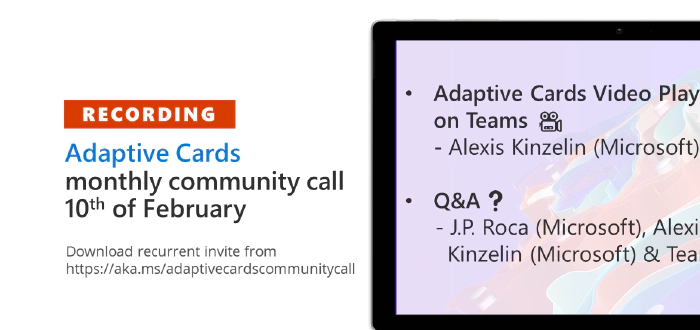 RECORDING
Adaptive Cards
monthly community call
10th of February
Download recurrent invite from
https://aka.ms/adaptivecardscommunitycall
• Adaptive Cards Video Play
on Teams
- Alexis Kinzelin (Microsoft)
• Q&A ?
- J.P. Roca (Microsoft), Alexi
Kinzelin (Microsoft) & Tea